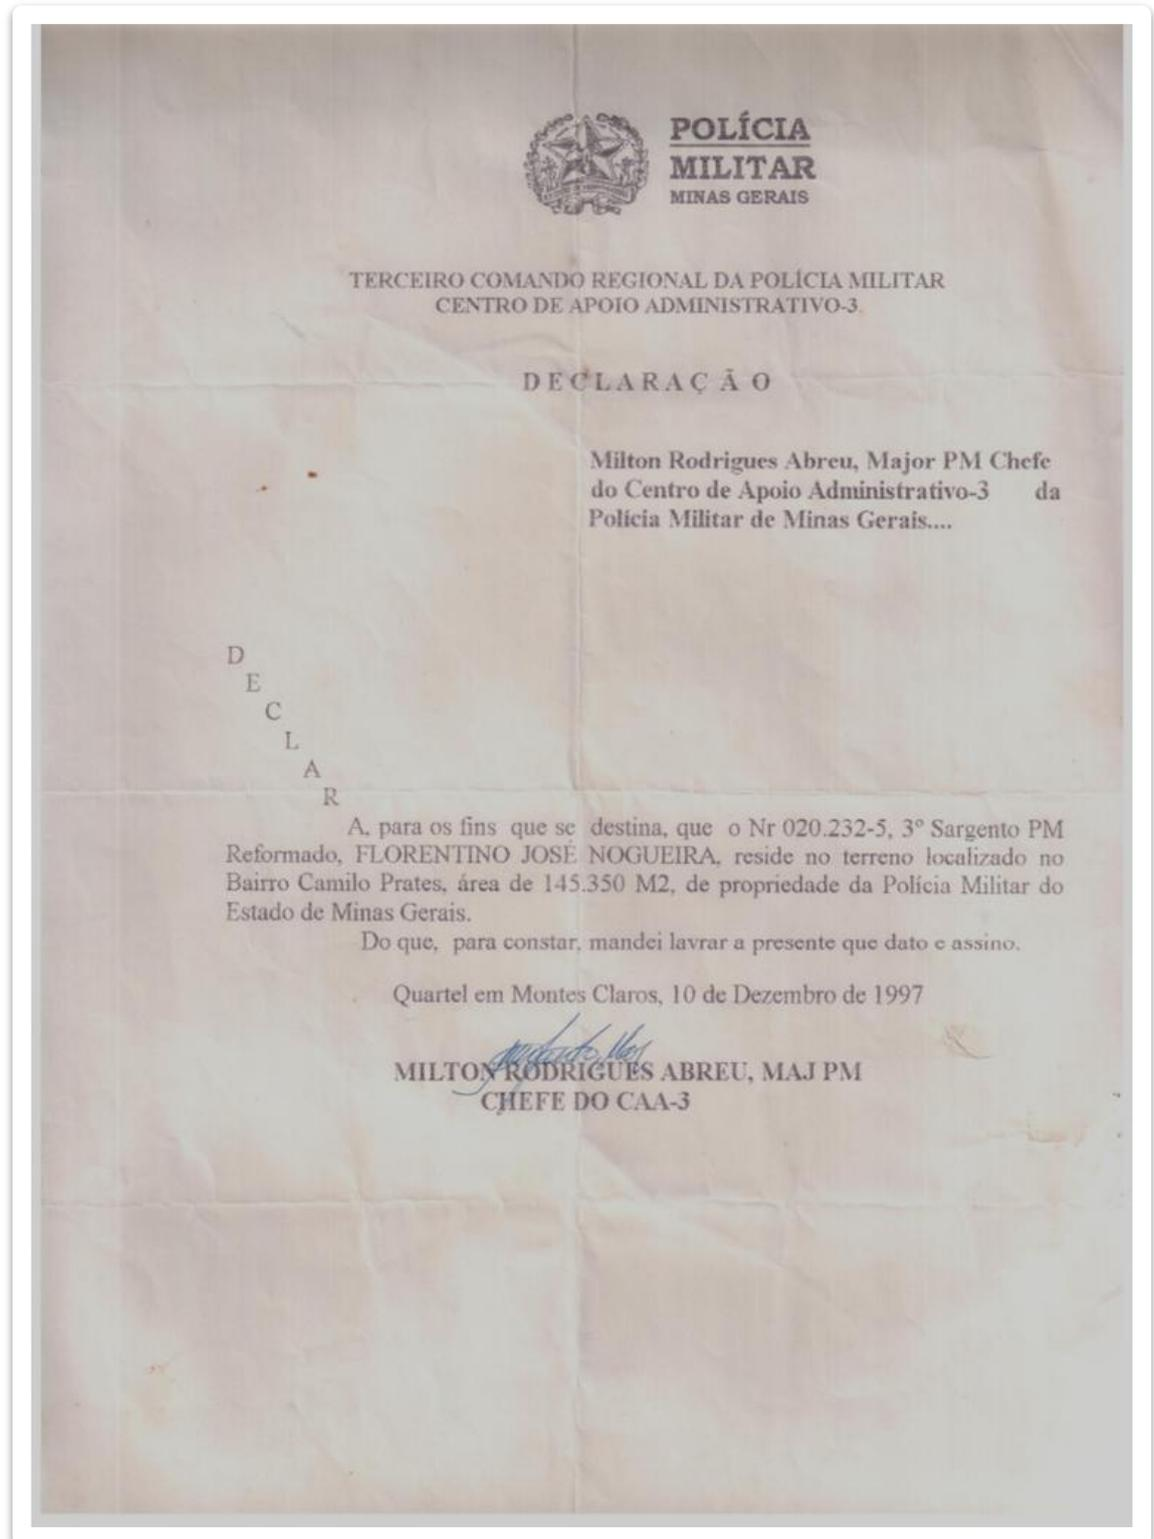 POLÍCIA
MILITAR
MINAS GERAIS
TERCEIRO COMANDO REGIONAL DA POLÍCIA MILITAR
CENTRO DE APOIO ADMINISTRATIVO-3
DECLARAÇÃO
Milton Rodrigues Abreu, Major PM Chefe
do Centro de Apoio Administrativo-3 da
Polícia Militar de Minas Gerais....
D
E
C
L
A
R
A, para os fins que se destina, que o Nr 020.232-5, 3º Sargento PM
Reformado, FLORENTINO JOSÉ NOGUEIRA, reside no terreno localizado no
Bairro Camilo Prates, área de 145.350 M2, de propriedade da Polícia Militar do
Estado de Minas Gerais.
Do que, para constar, mandei lavrar a presente que dato e assino.
Quartel em Montes Claros, 10 de Dezembro de 1997
MILTON RODRIGUES ABREU, MAJ PM
CHEFE DO CAA-3